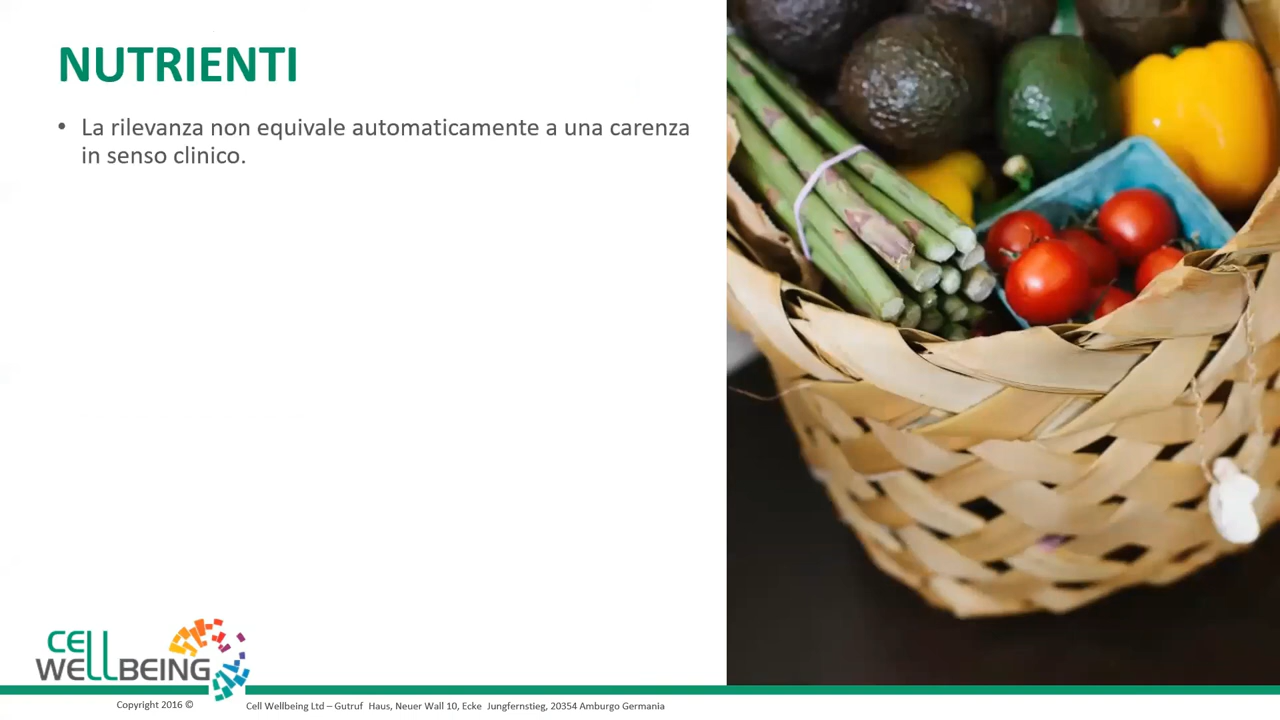 NUTRIENTI
• La rilevanza non equivale automaticamente a una carenza
in senso clinico.
CELL
WELLBEING
Copyright 2016 ©
Cell Wellbeing Ltd – Gutruf Haus, Neuer Wall 10, Ecke Jungfernstieg, 20354 Amburgo Germania